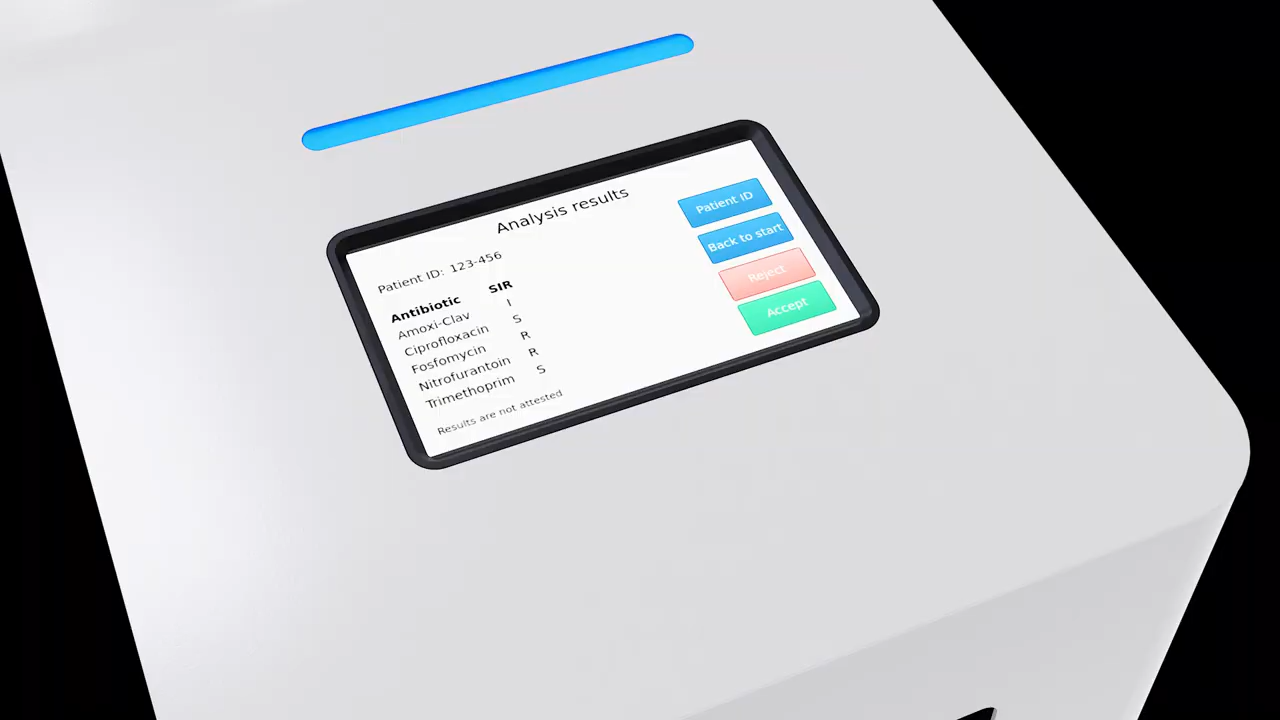 Analysis results
Patient ID: 123-456
Antibiotic SIR
Amoxi-Clav I
Ciprofloxacin S
Fosfomycin R
Nitrofurantoin R
Trimethoprim S
Results are not attested
Patient ID
Back to start
Reject
Accept